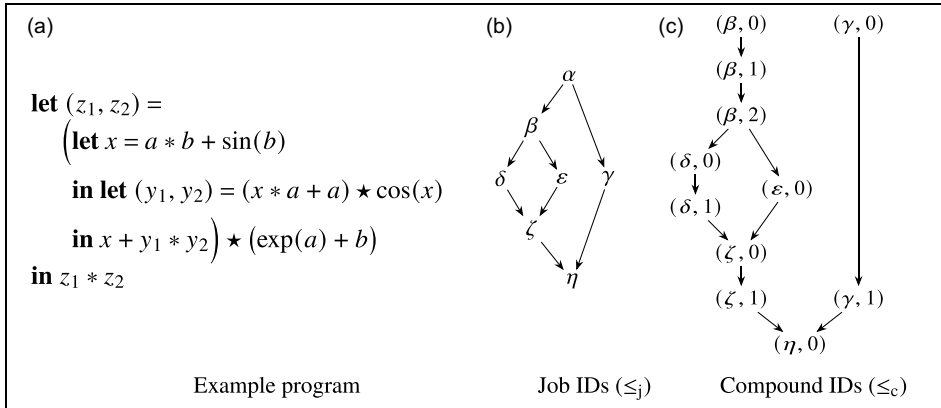 (a)
let (z₁, z₂) =
(let x = a ∗ b + sin(b)
in let (y₁, y₂) = (x ∗ a + a) ★ cos(x)
in x + y₁ ∗ y₂) ★ (exp(a) + b)
in z₁ ∗ z₂
Example program
(b)
α
β
δ ε γ
ζ
η
Job IDs (≤ⱼ)
(c)
(β, 0) (γ, 0)
(β, 1)
(β, 2)
(δ, 0)
(ε, 0)
(δ, 1)
(ζ, 0)
(ζ, 1) (γ, 1)
(η, 0)
Compound IDs (≤c)